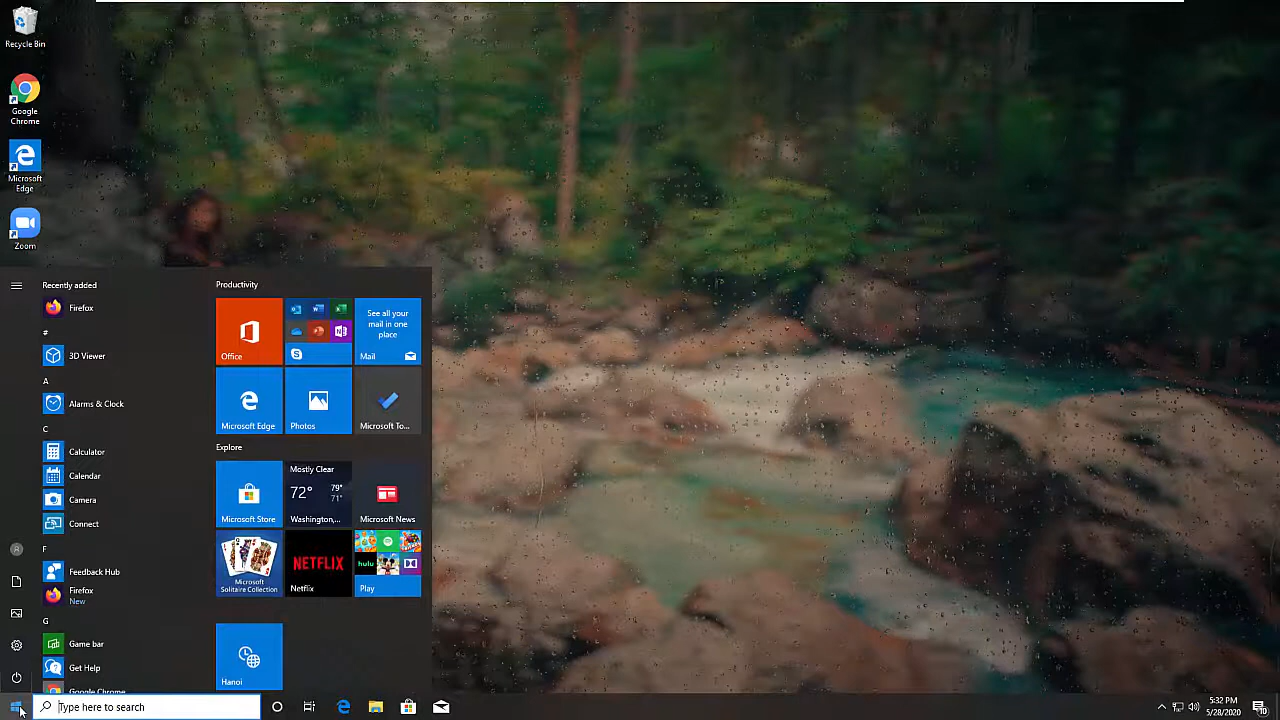 Recycle Bin
Google
Chrome
Microsoft
Edge
Zoom
Recently added
Firefox
#
3D Viewer
A
Alarms & Clock
C
Calculator
Calendar
Camera
Connect
F
Feedback Hub
Firefox
New
G
Game bar
Get Help
Google Chrome
Productivity
Office
See all your
mail in one
place
Mail
Microsoft Edge
Photos
Microsoft To...
Explore
Microsoft Store
Mostly Clear
72°
79°
71°
Washington,...
Microsoft News
Microsoft
Solitaire Collection
NETFLIX
Netflix
hulu
Play
Hanoi
Type here to search
5:32 PM
5/28/2020